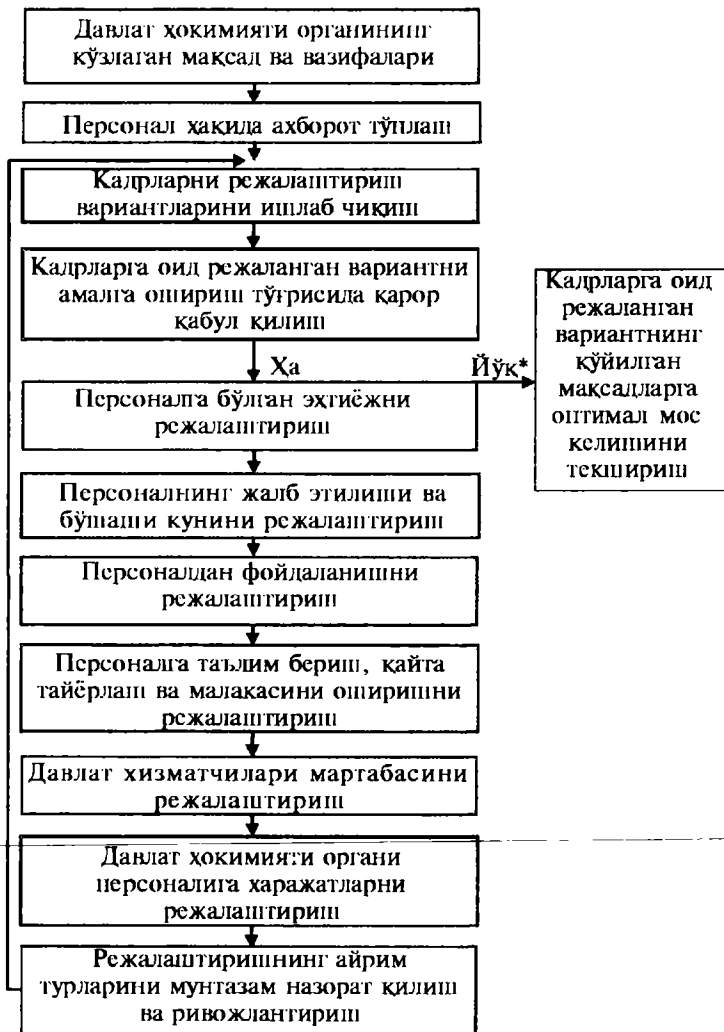 Давлат ҳокимияти органининг
кўзлаган мақсад ва вазифалари
Персонал ҳақида ахборот тўплаш
Кадрларни режалаштириш
вариантларини ишлаб чиқиш
Кадрларга оид режаланган вариантни
амалга ошириш тўғрисида қарор
қабул қилиш
Ҳа
Йўқ*
Кадрларга оид
режаланган
вариантнинг
қўйилган
мақсадларга
оптимал мос
келишини
текшириш
Персоналга бўлган эҳтиёжни
режалаштириш
Персоналнинг жалб этилиши ва
бўшаши кунини режалаштириш
Персоналдан фойдаланишни
режалаштириш
Персоналга таълим бериш, қайта
тайёрлаш ва малакасини оширишни
режалаштириш
Давлат хизматчилари мартабасини
режалаштириш
Давлат ҳокимияти органи
персоналига харажатларни
режалаштириш
Режалаштиришнинг айрим
турларини мунтазам назорат қилиш
ва ривожлантириш